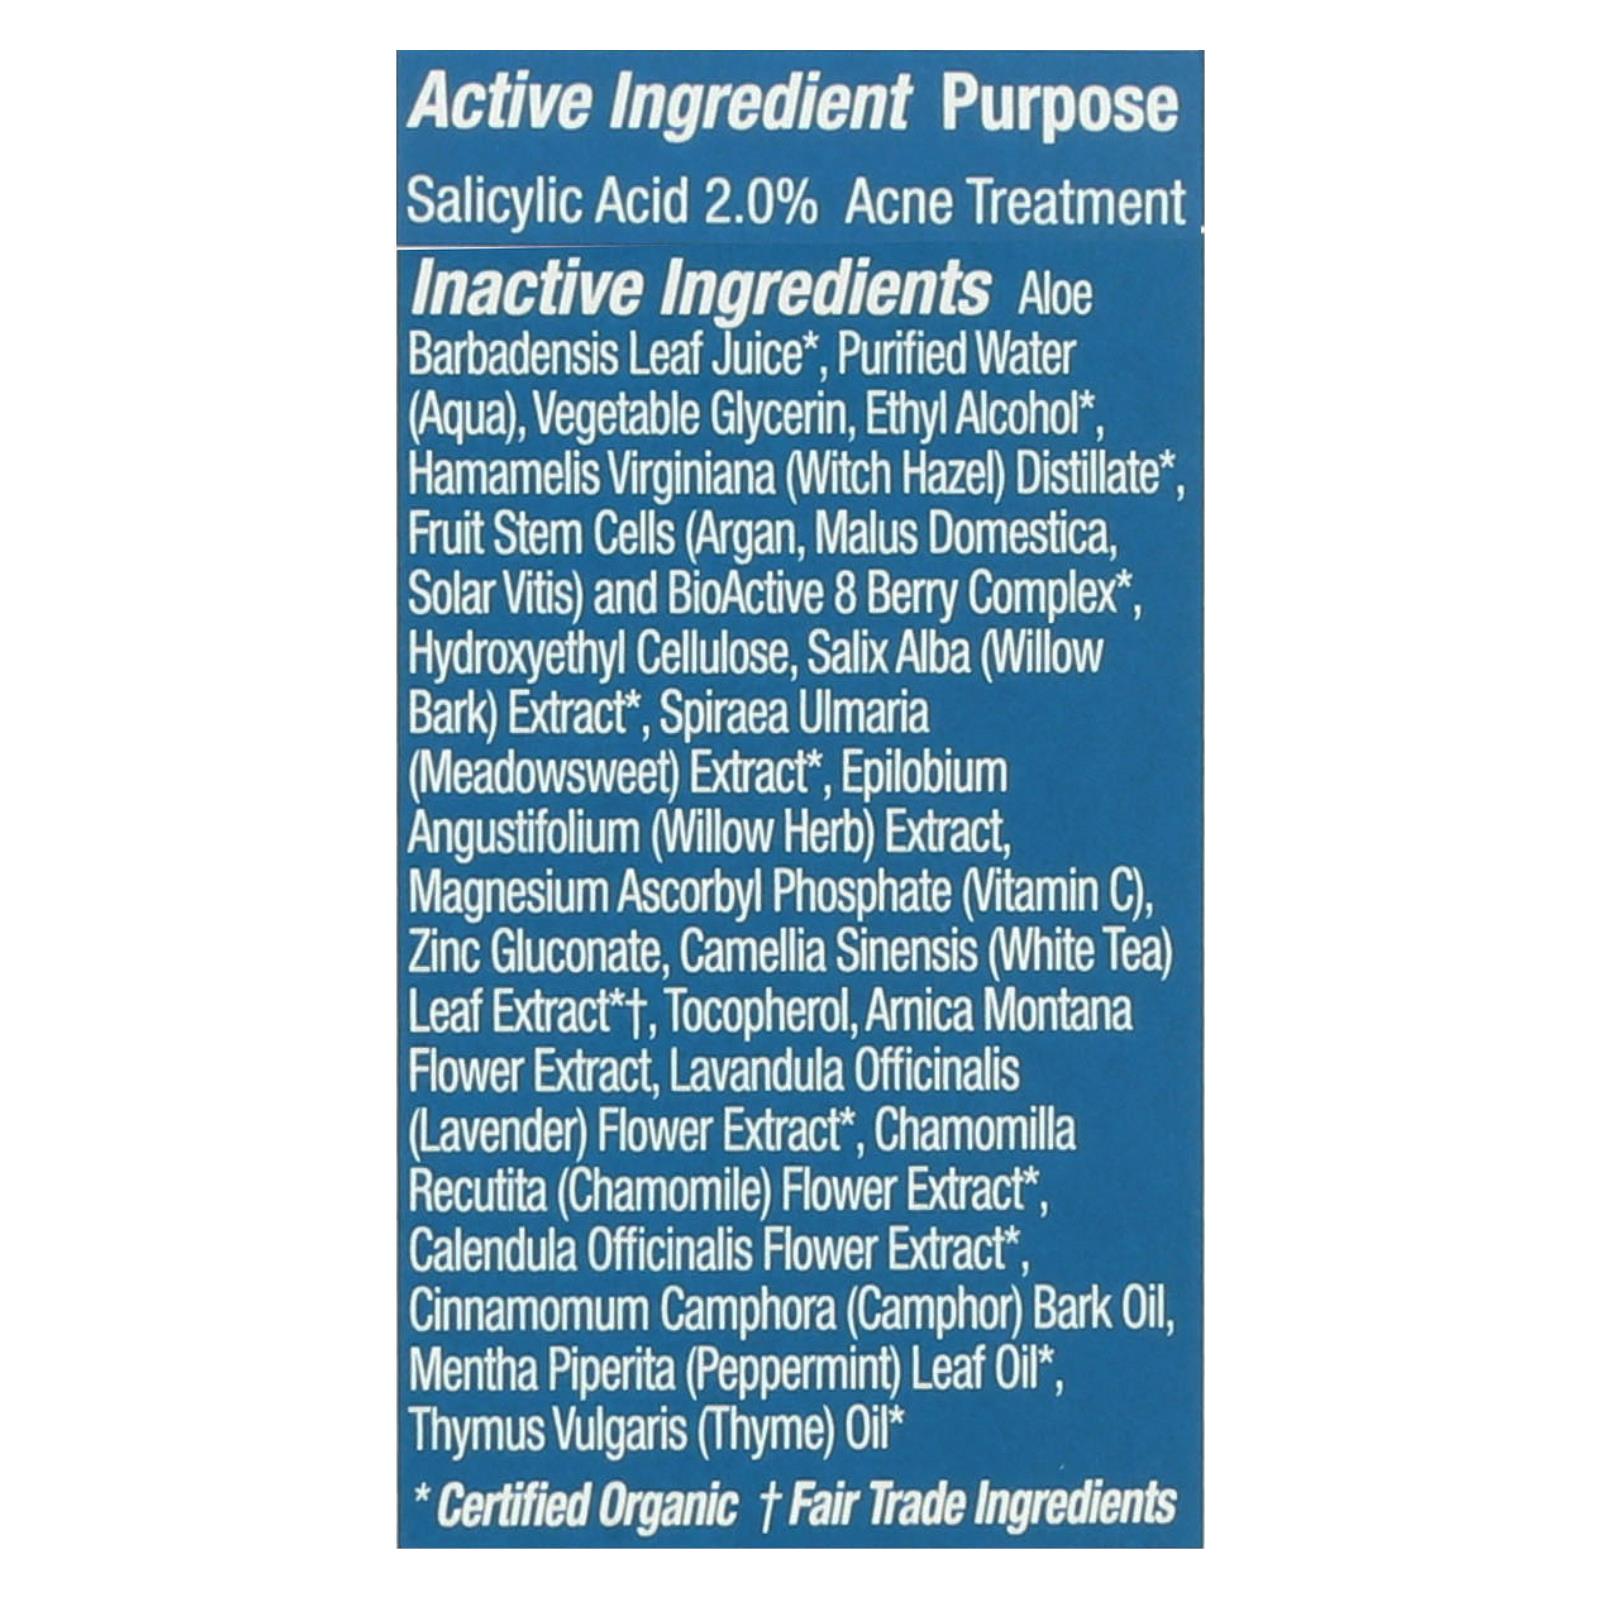 Active Ingredient Purpose
Salicylic Acid 2.0% Acne Treatment
Inactive Ingredients Aloe
Barbadensis Leaf Juice*, Purified Water
(Aqua), Vegetable Glycerin, Ethyl Alcohol*,
Hamamelis Virginiana (Witch Hazel) Distillate*,
Fruit Stem Cells (Argan, Malus Domestica,
Solar Vitis) and BioActive 8 Berry Complex*,
Hydroxyethyl Cellulose, Salix Alba (Willow
Bark) Extract*, Spiraea Ulmaria
(Meadowsweet) Extract*, Epilobium
Angustifolium (Willow Herb) Extract,
Magnesium Ascorbyl Phosphate (Vitamin C),
Zinc Gluconate, Camellia Sinensis (White Tea)
Leaf Extract*†, Tocopherol, Arnica Montana
Flower Extract, Lavandula Officinalis
(Lavender) Flower Extract*, Chamomilla
Recutita (Chamomile) Flower Extract*,
Calendula Officinalis Flower Extract*,
Cinnamomum Camphora (Camphor) Bark Oil,
Mentha Piperita (Peppermint) Leaf Oil*,
Thymus Vulgaris (Thyme) Oil*
* Certified Organic † Fair Trade Ingredients